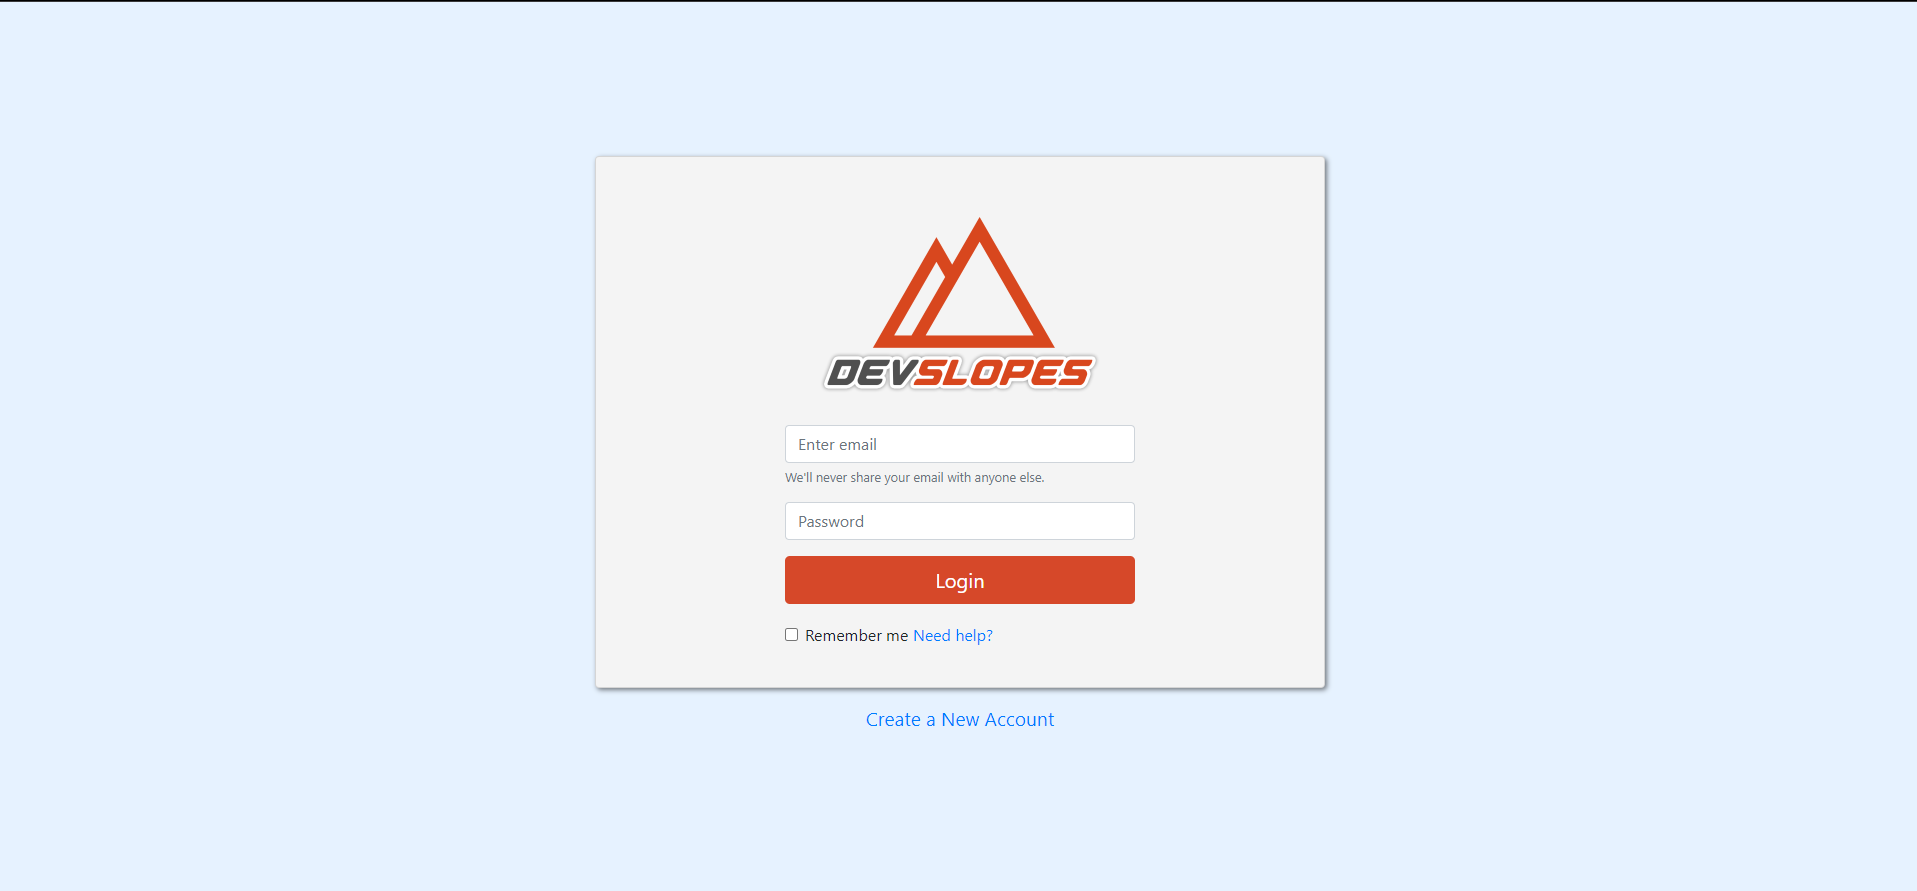 DEVSLOPES
Enter email
We'll never share your email with anyone else.
Password
Login
Remember me Need help?
Create a New Account